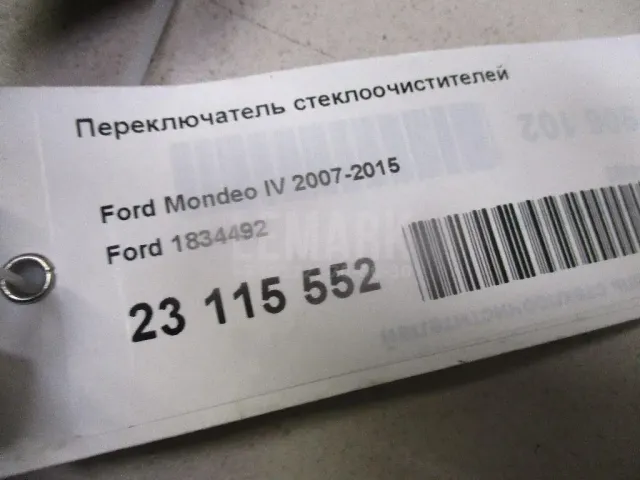 Переключатель стеклоочистителей
Ford Mondeo IV 2007-2015
Ford 1834492
23 115 552